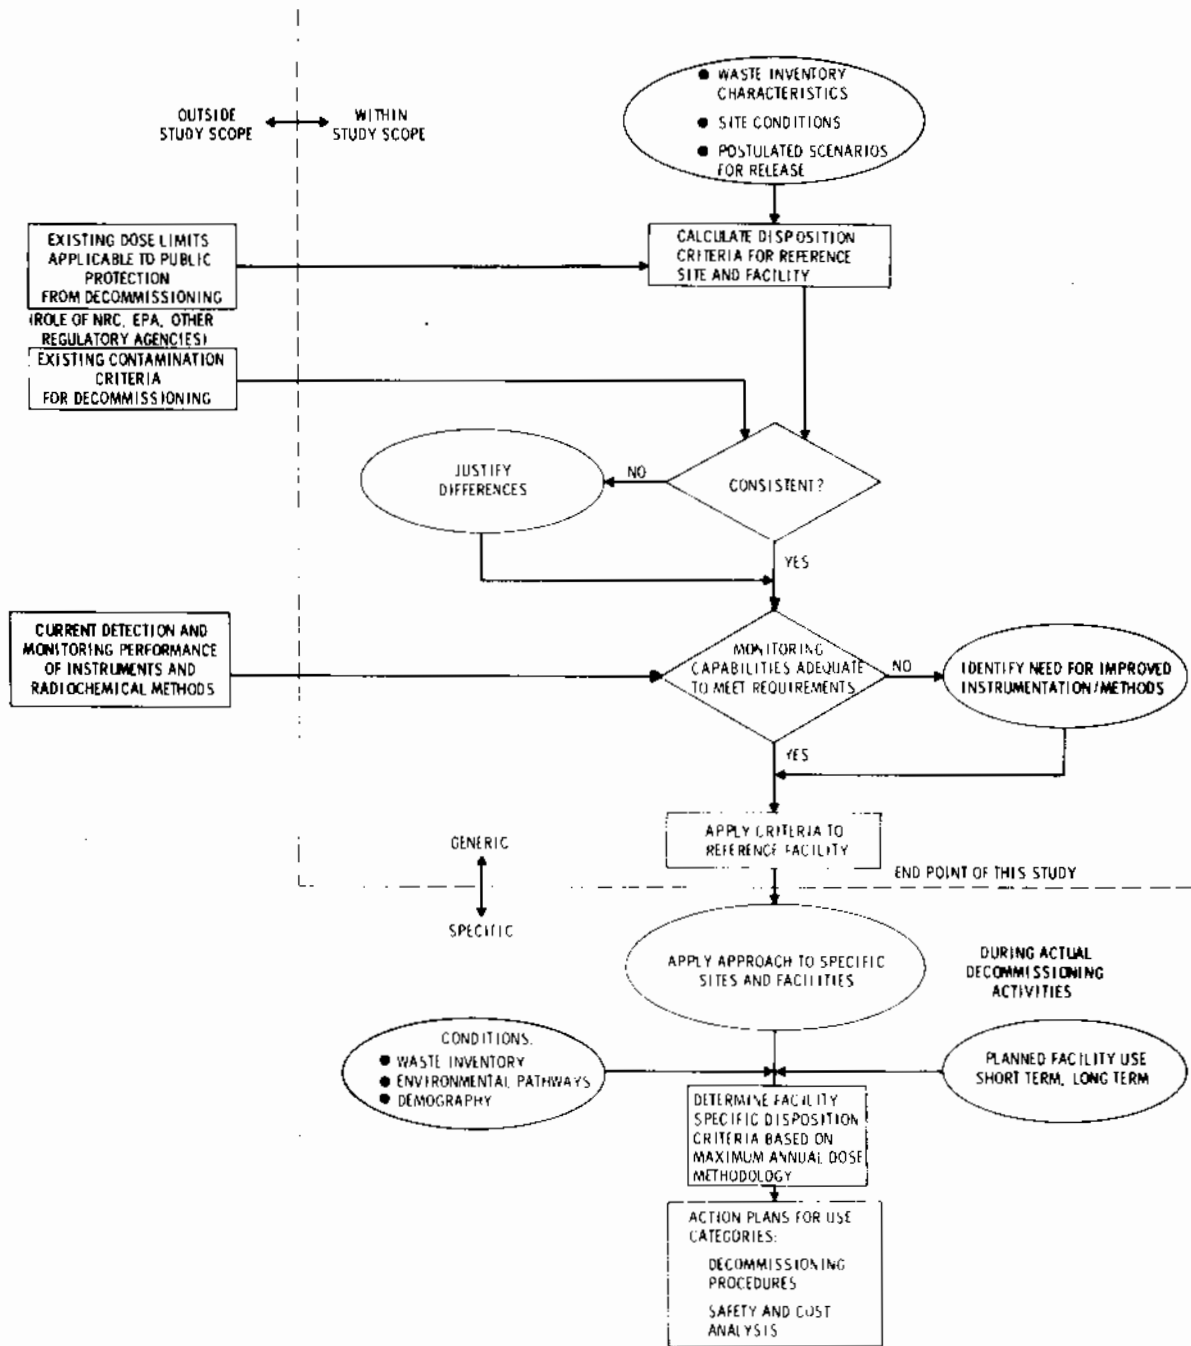 ● WASTE INVENTORY
CHARACTERISTICS
● SITE CONDITIONS
● POSTULATED SCENARIOS
FOR RELEASE
OUTSIDE
STUDY SCOPE
WITHIN
STUDY SCOPE
EXISTING DOSE LIMITS
APPLICABLE TO PUBLIC
PROTECTION
FROM DECOMMISSIONING
(ROLE OF NRC, EPA, OTHER
REGULATORY AGENCIES)
EXISTING CONTAMINATION
CRITERIA
FOR DECOMMISSIONING
CALCULATE DISPOSITION
CRITERIA FOR REFERENCE
SITE AND FACILITY
JUSTIFY
DIFFERENCES
NO
CONSISTENT?
YES
CURRENT DETECTION AND
MONITORING PERFORMANCE
OF INSTRUMENTS AND
RADIOCHEMICAL METHODS
MONITORING
CAPABILITIES ADEQUATE
TO MEET REQUIREMENTS
NO
IDENTIFY NEED FOR IMPROVED
INSTRUMENTATION/METHODS
YES
APPLY CRITERIA TO
REFERENCE FACILITY
GENERIC
SPECIFIC
END POINT OF THIS STUDY
APPLY APPROACH TO SPECIFIC
SITES AND FACILITIES
DURING ACTUAL
DECOMMISSIONING
ACTIVITIES
CONDITIONS:
● WASTE INVENTORY
● ENVIRONMENTAL PATHWAYS
● DEMOGRAPHY
PLANNED FACILITY USE
SHORT TERM, LONG TERM
DETERMINE FACILITY
SPECIFIC DISPOSITION
CRITERIA BASED ON
MAXIMUM ANNUAL DOSE
METHODOLOGY
ACTION PLANS FOR USE
CATEGORIES:
DECOMMISSIONING
PROCEDURES
SAFETY AND COST
ANALYSIS